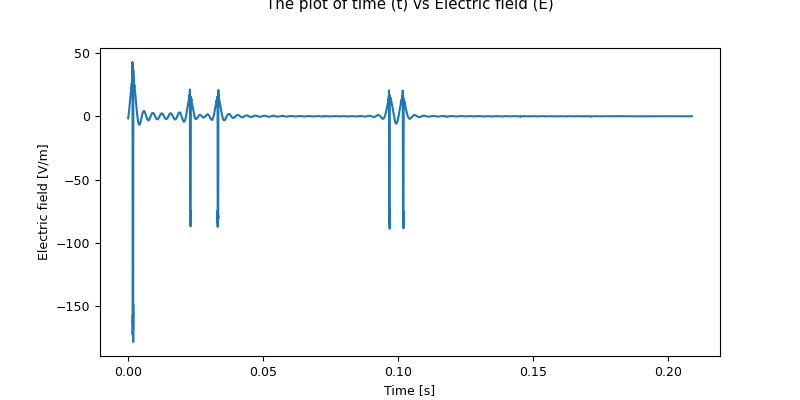 The plot of time (t) vs Electric field (E)
50
0
−50
−100
−150
Electric field [V/m]
0.00 0.05 0.10 0.15 0.20
Time [s]